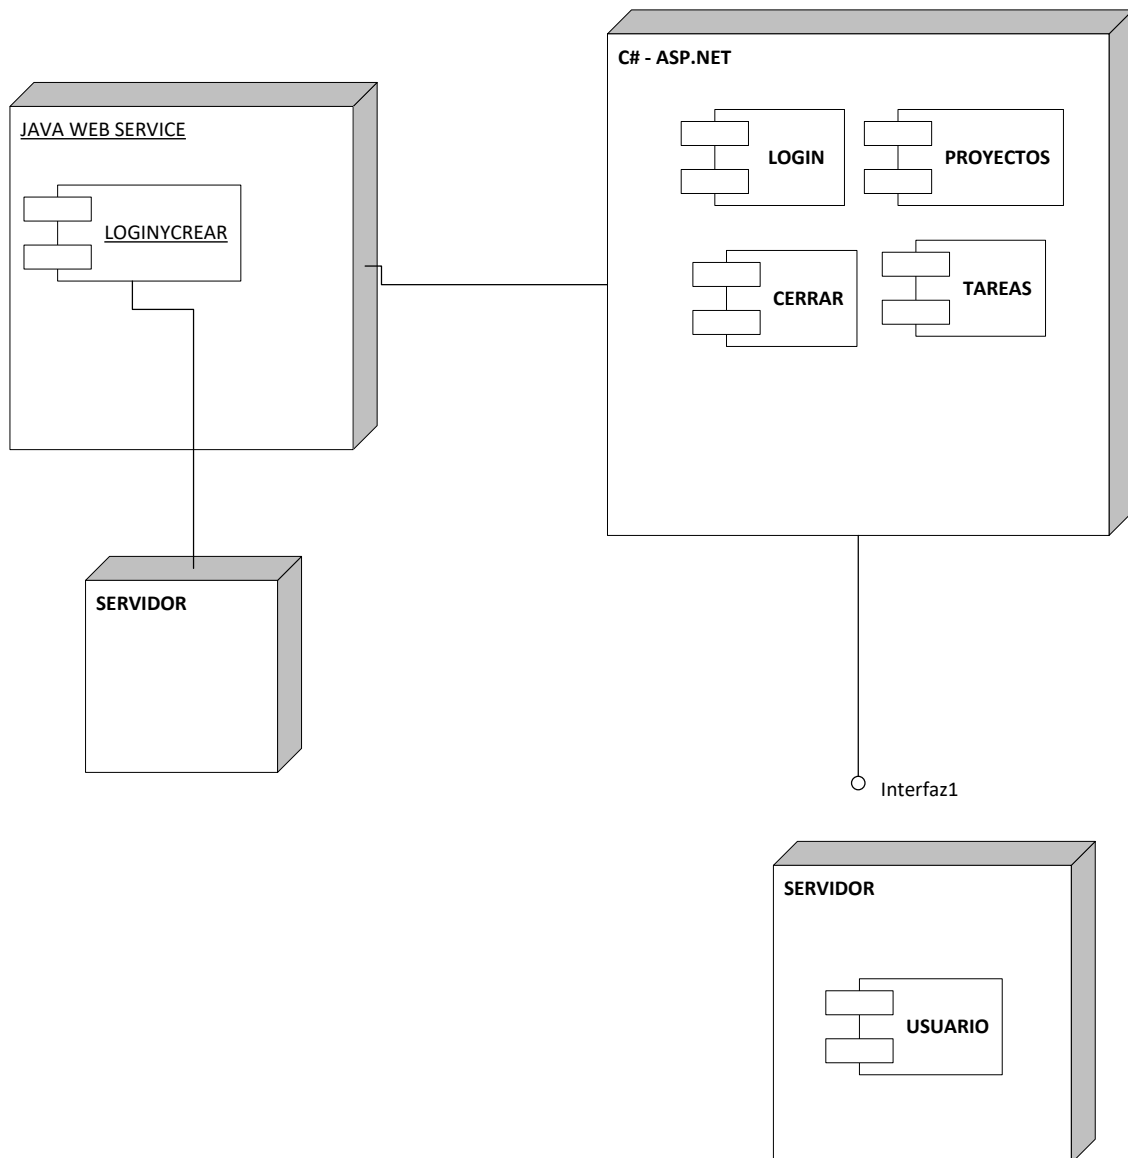 C# - ASP.NET
JAVA WEB SERVICE
LOGIN
PROYECTOS
LOGINYCREAR
CERRAR
TAREAS
SERVIDOR
Interfaz1
SERVIDOR
USUARIO